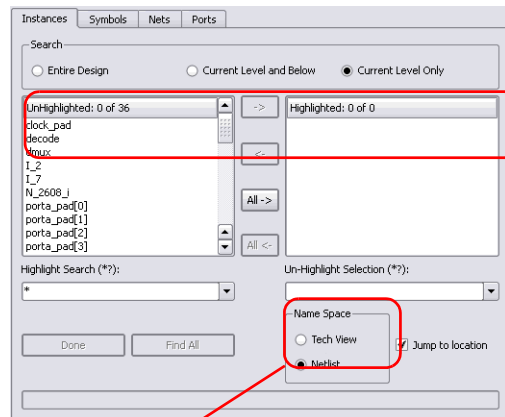 Instances Symbols Nets Ports
Search
Entire Design Current Level and Below Current Level Only
UnHighlighted: 0 of 36 -> Highlighted: 0 of 0
clock_pad
decode
dmux
<-
I_2
I_7
N_2608_i
porta_pad[0]
All ->
porta_pad[1]
porta_pad[2]
porta_pad[3]
All <-
Highlight Search (*?): Un-Highlight Selection (*?):
*
Name Space
Tech View
Done Find All Jump to location
Netlist